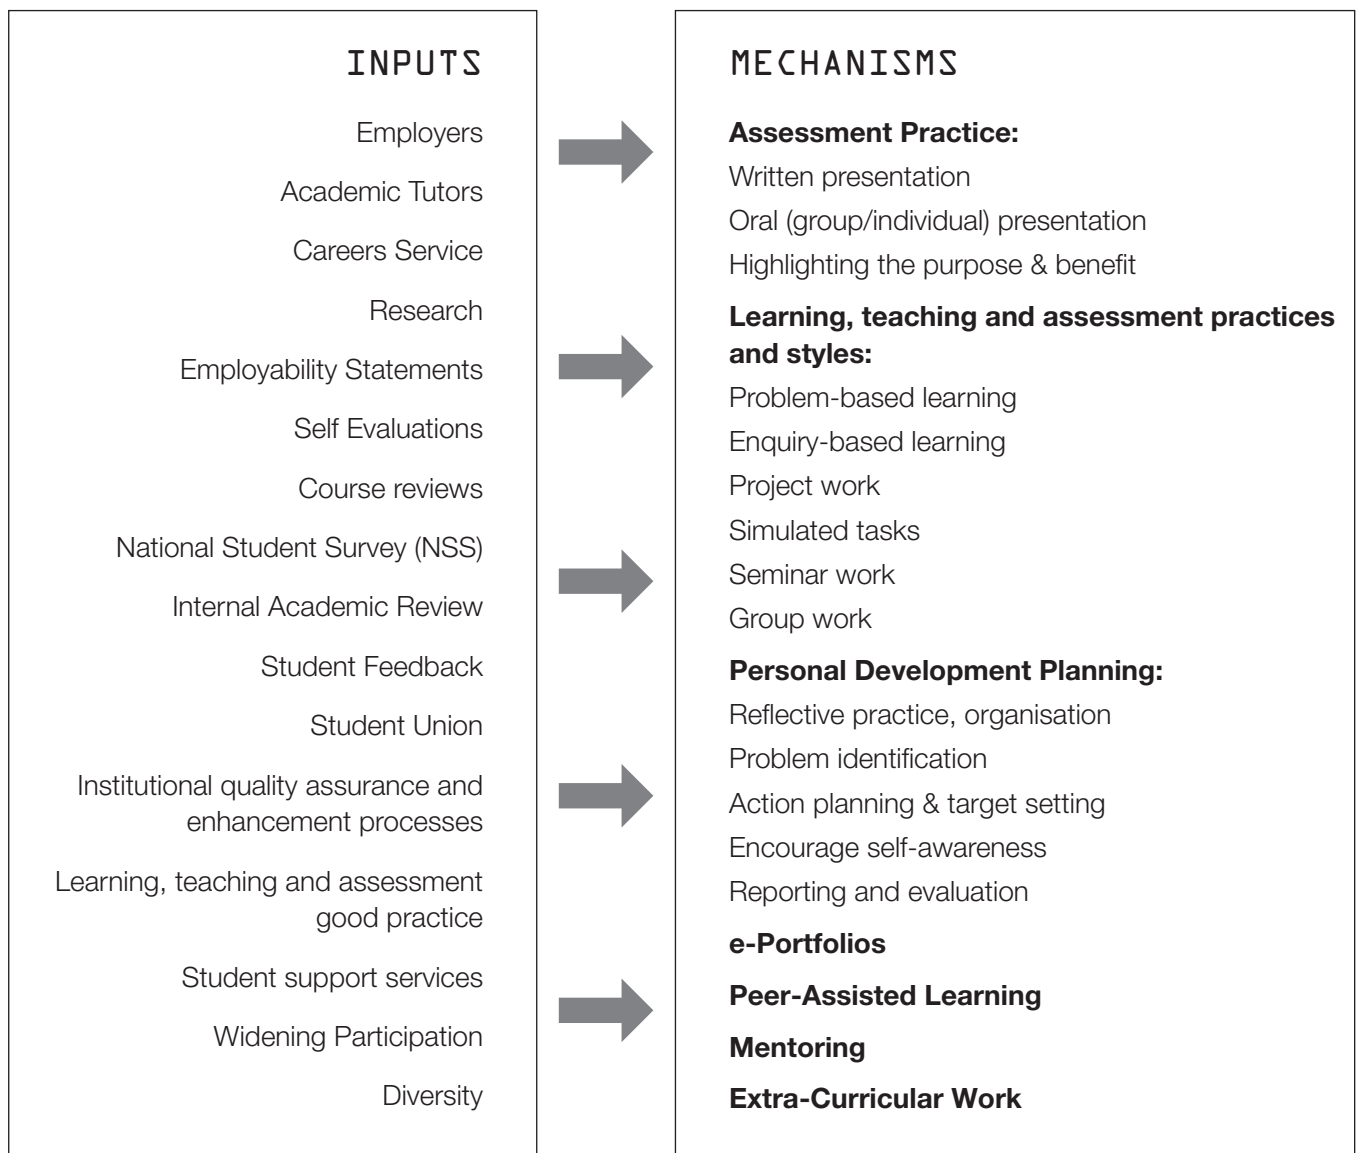 INPUTS
Employers
Academic Tutors
Careers Service
Research
Employability Statements
Self Evaluations
Course reviews
National Student Survey (NSS)
Internal Academic Review
Student Feedback
Student Union
Institutional quality assurance and
enhancement processes
Learning, teaching and assessment
good practice
Student support services
Widening Participation
Diversity
MECHANISMS
Assessment Practice:
Written presentation
Oral (group/individual) presentation
Highlighting the purpose & benefit
Learning, teaching and assessment practices
and styles:
Problem-based learning
Enquiry-based learning
Project work
Simulated tasks
Seminar work
Group work
Personal Development Planning:
Reflective practice, organisation
Problem identification
Action planning & target setting
Encourage self-awareness
Reporting and evaluation
e-Portfolios
Peer-Assisted Learning
Mentoring
Extra-Curricular Work